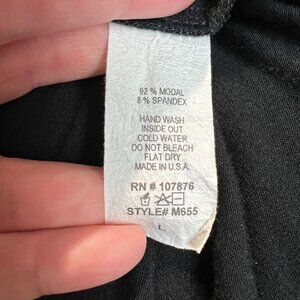 92 % MODAL
8 % SPANDEX
HAND WASH
INSIDE OUT
COLD WATER
DO NOT BLEACH
FLAT DRY
MADE IN U.S.A.
RN # 107876
STYLE# M655
L